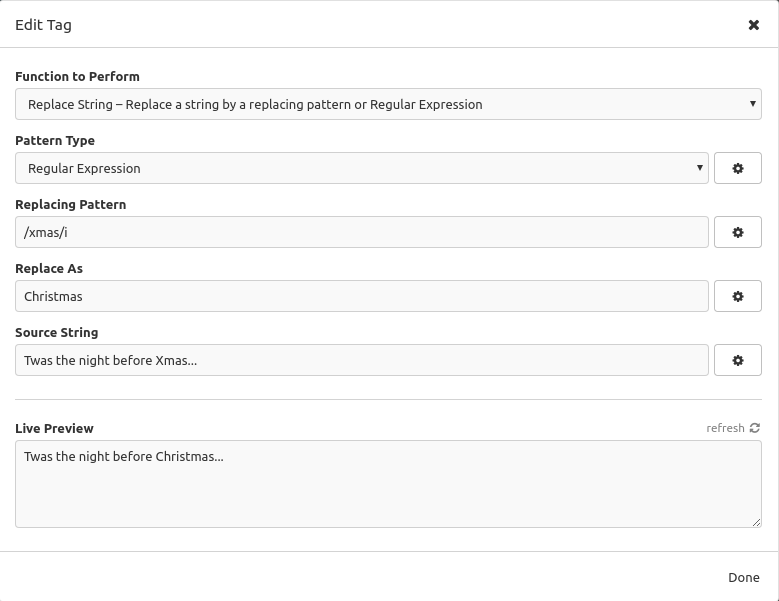 Edit Tag
Function to Perform
Replace String – Replace a string by a replacing pattern or Regular Expression
Pattern Type
Regular Expression
Replacing Pattern
/xmas/i
Replace As
Christmas
Source String
Twas the night before Xmas...
Live Preview
refresh
Twas the night before Christmas...
Done